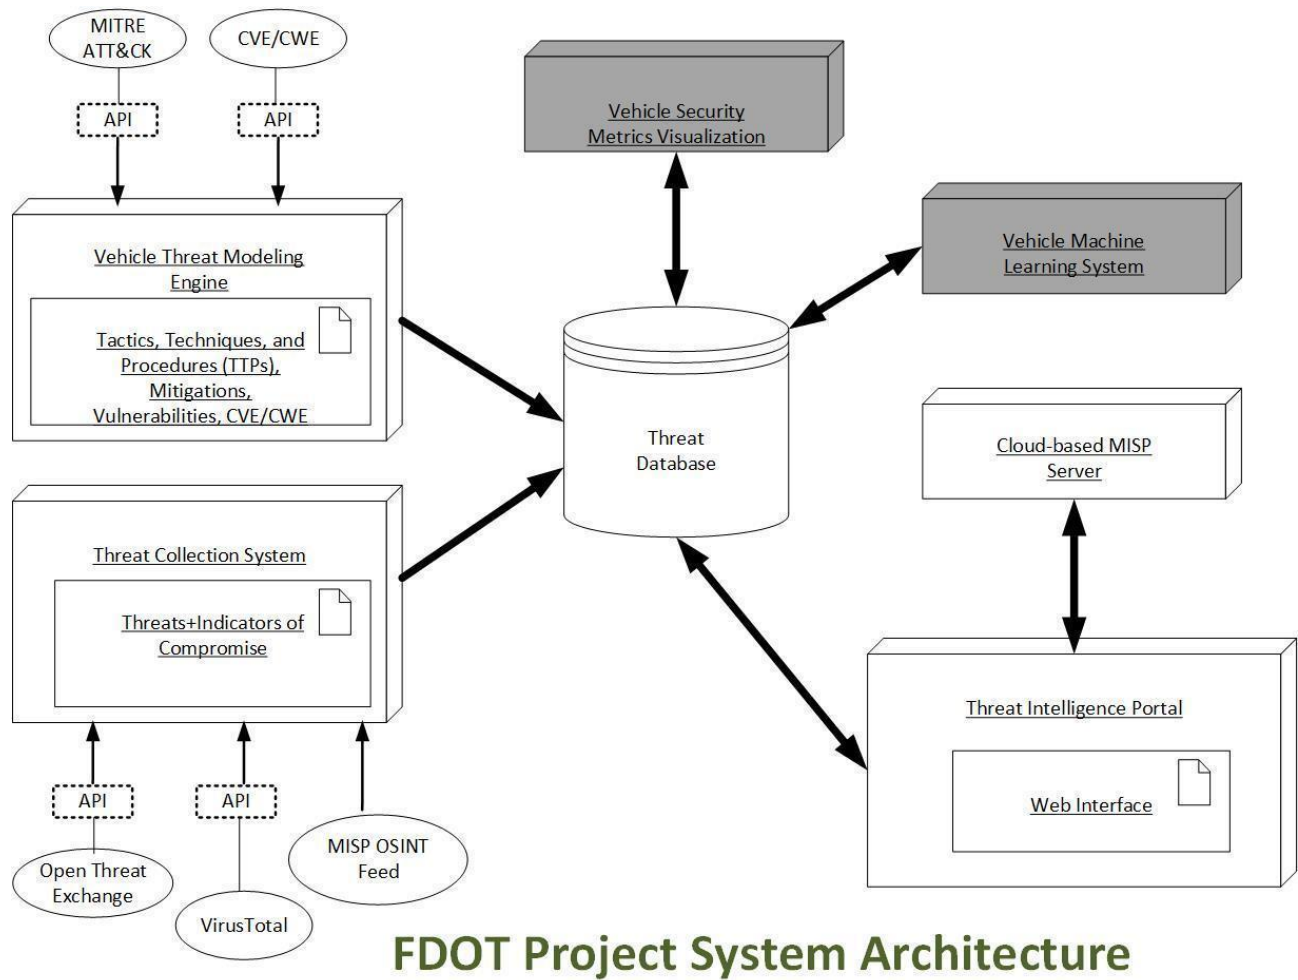 MITRE
ATT&CK
CVE/CWE
API
API
Vehicle Security
Metrics Visualization
Vehicle Threat Modeling
Engine
Tactics, Techniques, and
Procedures (TTPs),
Mitigations,
Vulnerabilities, CVE/CWE
Vehicle Machine
Learning System
Threat
Database
Cloud-based MISP
Server
Threat Collection System
Threats+Indicators of
Compromise
Threat Intelligence Portal
Web Interface
API
API
Open Threat
Exchange
VirusTotal
MISP OSINT
Feed
FDOT Project System Architecture